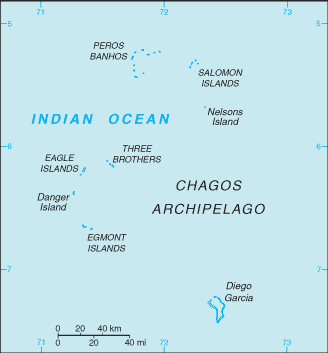 71 72 73
5 5
PEROS
BANHOS
SALOMON
ISLANDS
Nelsons
Island
INDIAN OCEAN
6 6
THREE
BROTHERS
EAGLE
ISLANDS
CHAGOS
ARCHIPELAGO
Danger
Island
EGMONT
ISLANDS
7 7
Diego
Garcia
0 20 40 km
0 20 40 mi
71 72 73